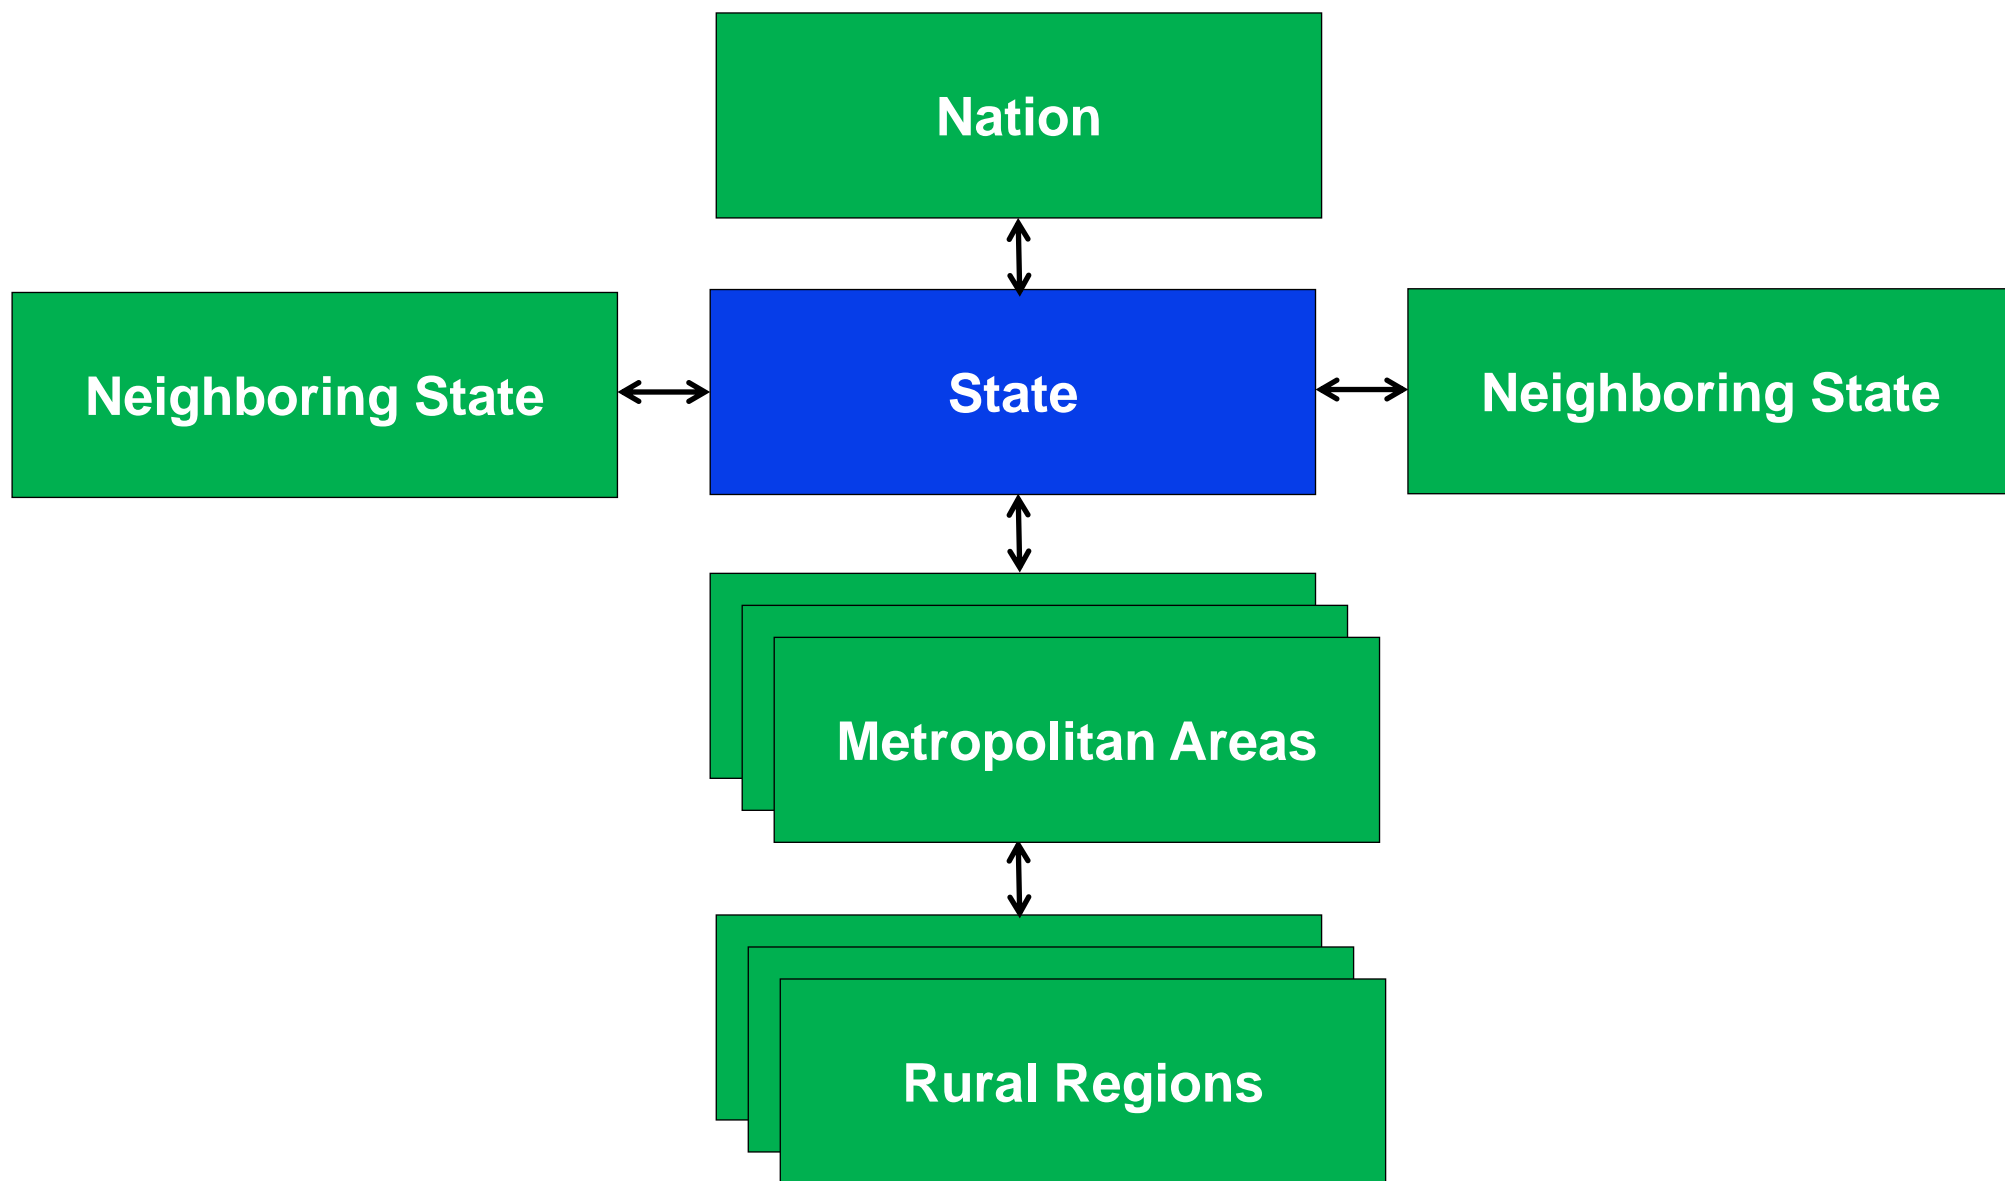 Nation
Neighboring State
State
Neighboring State
Metropolitan Areas
Rural Regions